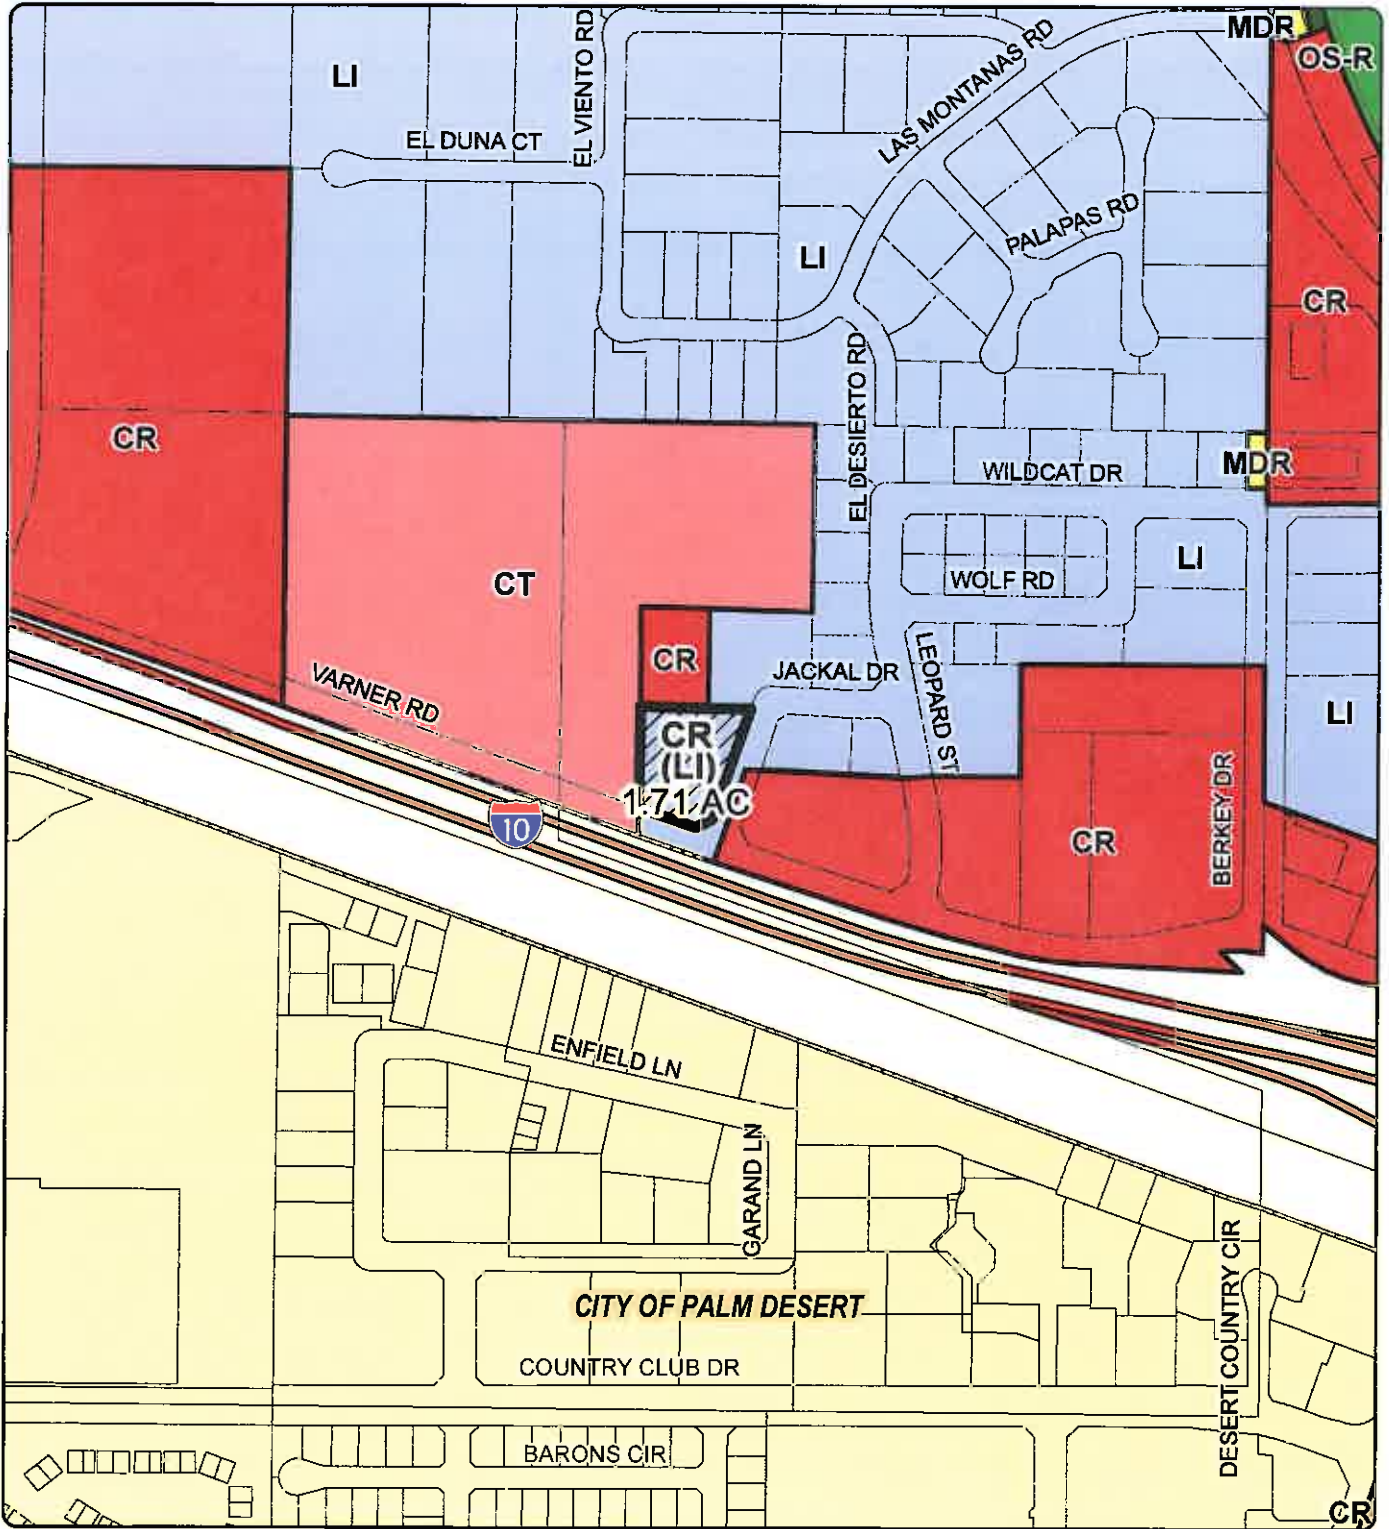 MDR
OS-R
LI
EL VIENTO RD
LAS MONTANAS RD
EL DUNA CT
PALAPAS RD
LI
CR
CR
EL DESIERTO RD
WILDCAT DR
MDR
CT
WOLF RD
LI
CR
JACKAL DR
LEOPARD ST
VARNER RD
LI
CR
(LI)
1.71 AC
10
CR
BERKEY DR
ENFIELD LN
GARAND LN
CITY OF PALM DESERT
COUNTRY CLUB DR
DESERT COUNTRY CIR
BARONS CIR
CR